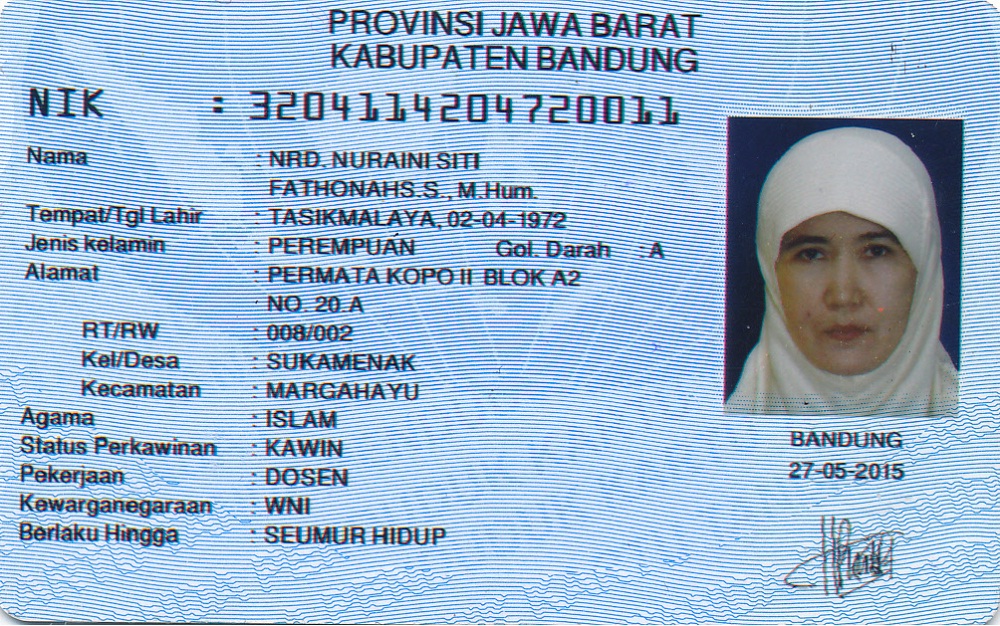 PROVINSI JAWA BARAT
KABUPATEN BANDUNG
NIK : 3204114204720011
Nama : NRD. NURAINI SITI
FATHONAHS.S., M.Hum.
Tempat/Tgl Lahir : TASIKMALAYA, 02-04-1972
Jenis kelamin : PEREMPUAN Gol. Darah : A
Alamat : PERMATA KOPO II BLOK A2
NO. 20.A
RT/RW : 008/002
Kel/Desa : SUKAMENAK
Kecamatan : MARGAHAYU
Agama : ISLAM
Status Perkawinan : KAWIN
Pekerjaan : DOSEN
Kewarganegaraan : WNI
Berlaku Hingga : SEUMUR HIDUP
BANDUNG
27-05-2015